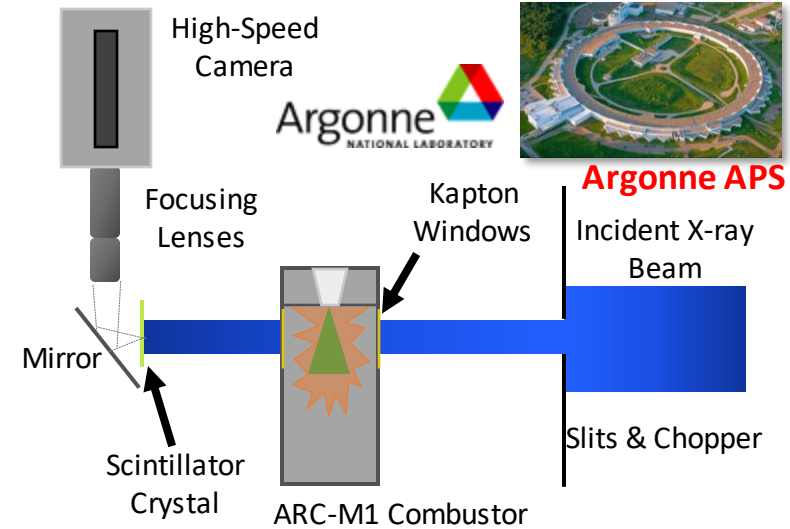 High-Speed
Camera
Argonne
NATIONAL LABORATORY
Argonne APS
Focusing
Lenses
Kapton
Windows
Incident X-ray
Beam
Mirror
Slits & Chopper
Scintillator
Crystal
ARC-M1 Combustor